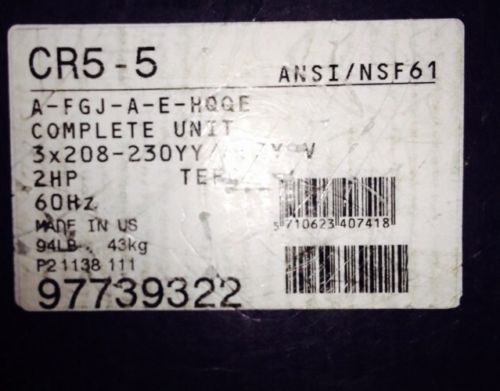 CR5-5
ANSI/NSF61
A-FGJ-A-E-HQQE
COMPLETE UNIT
3x208-230YY/
2HP
60Hz
MADE IN US
94LB. 43kg
P2 1138 111
5 710623 407418
97739322